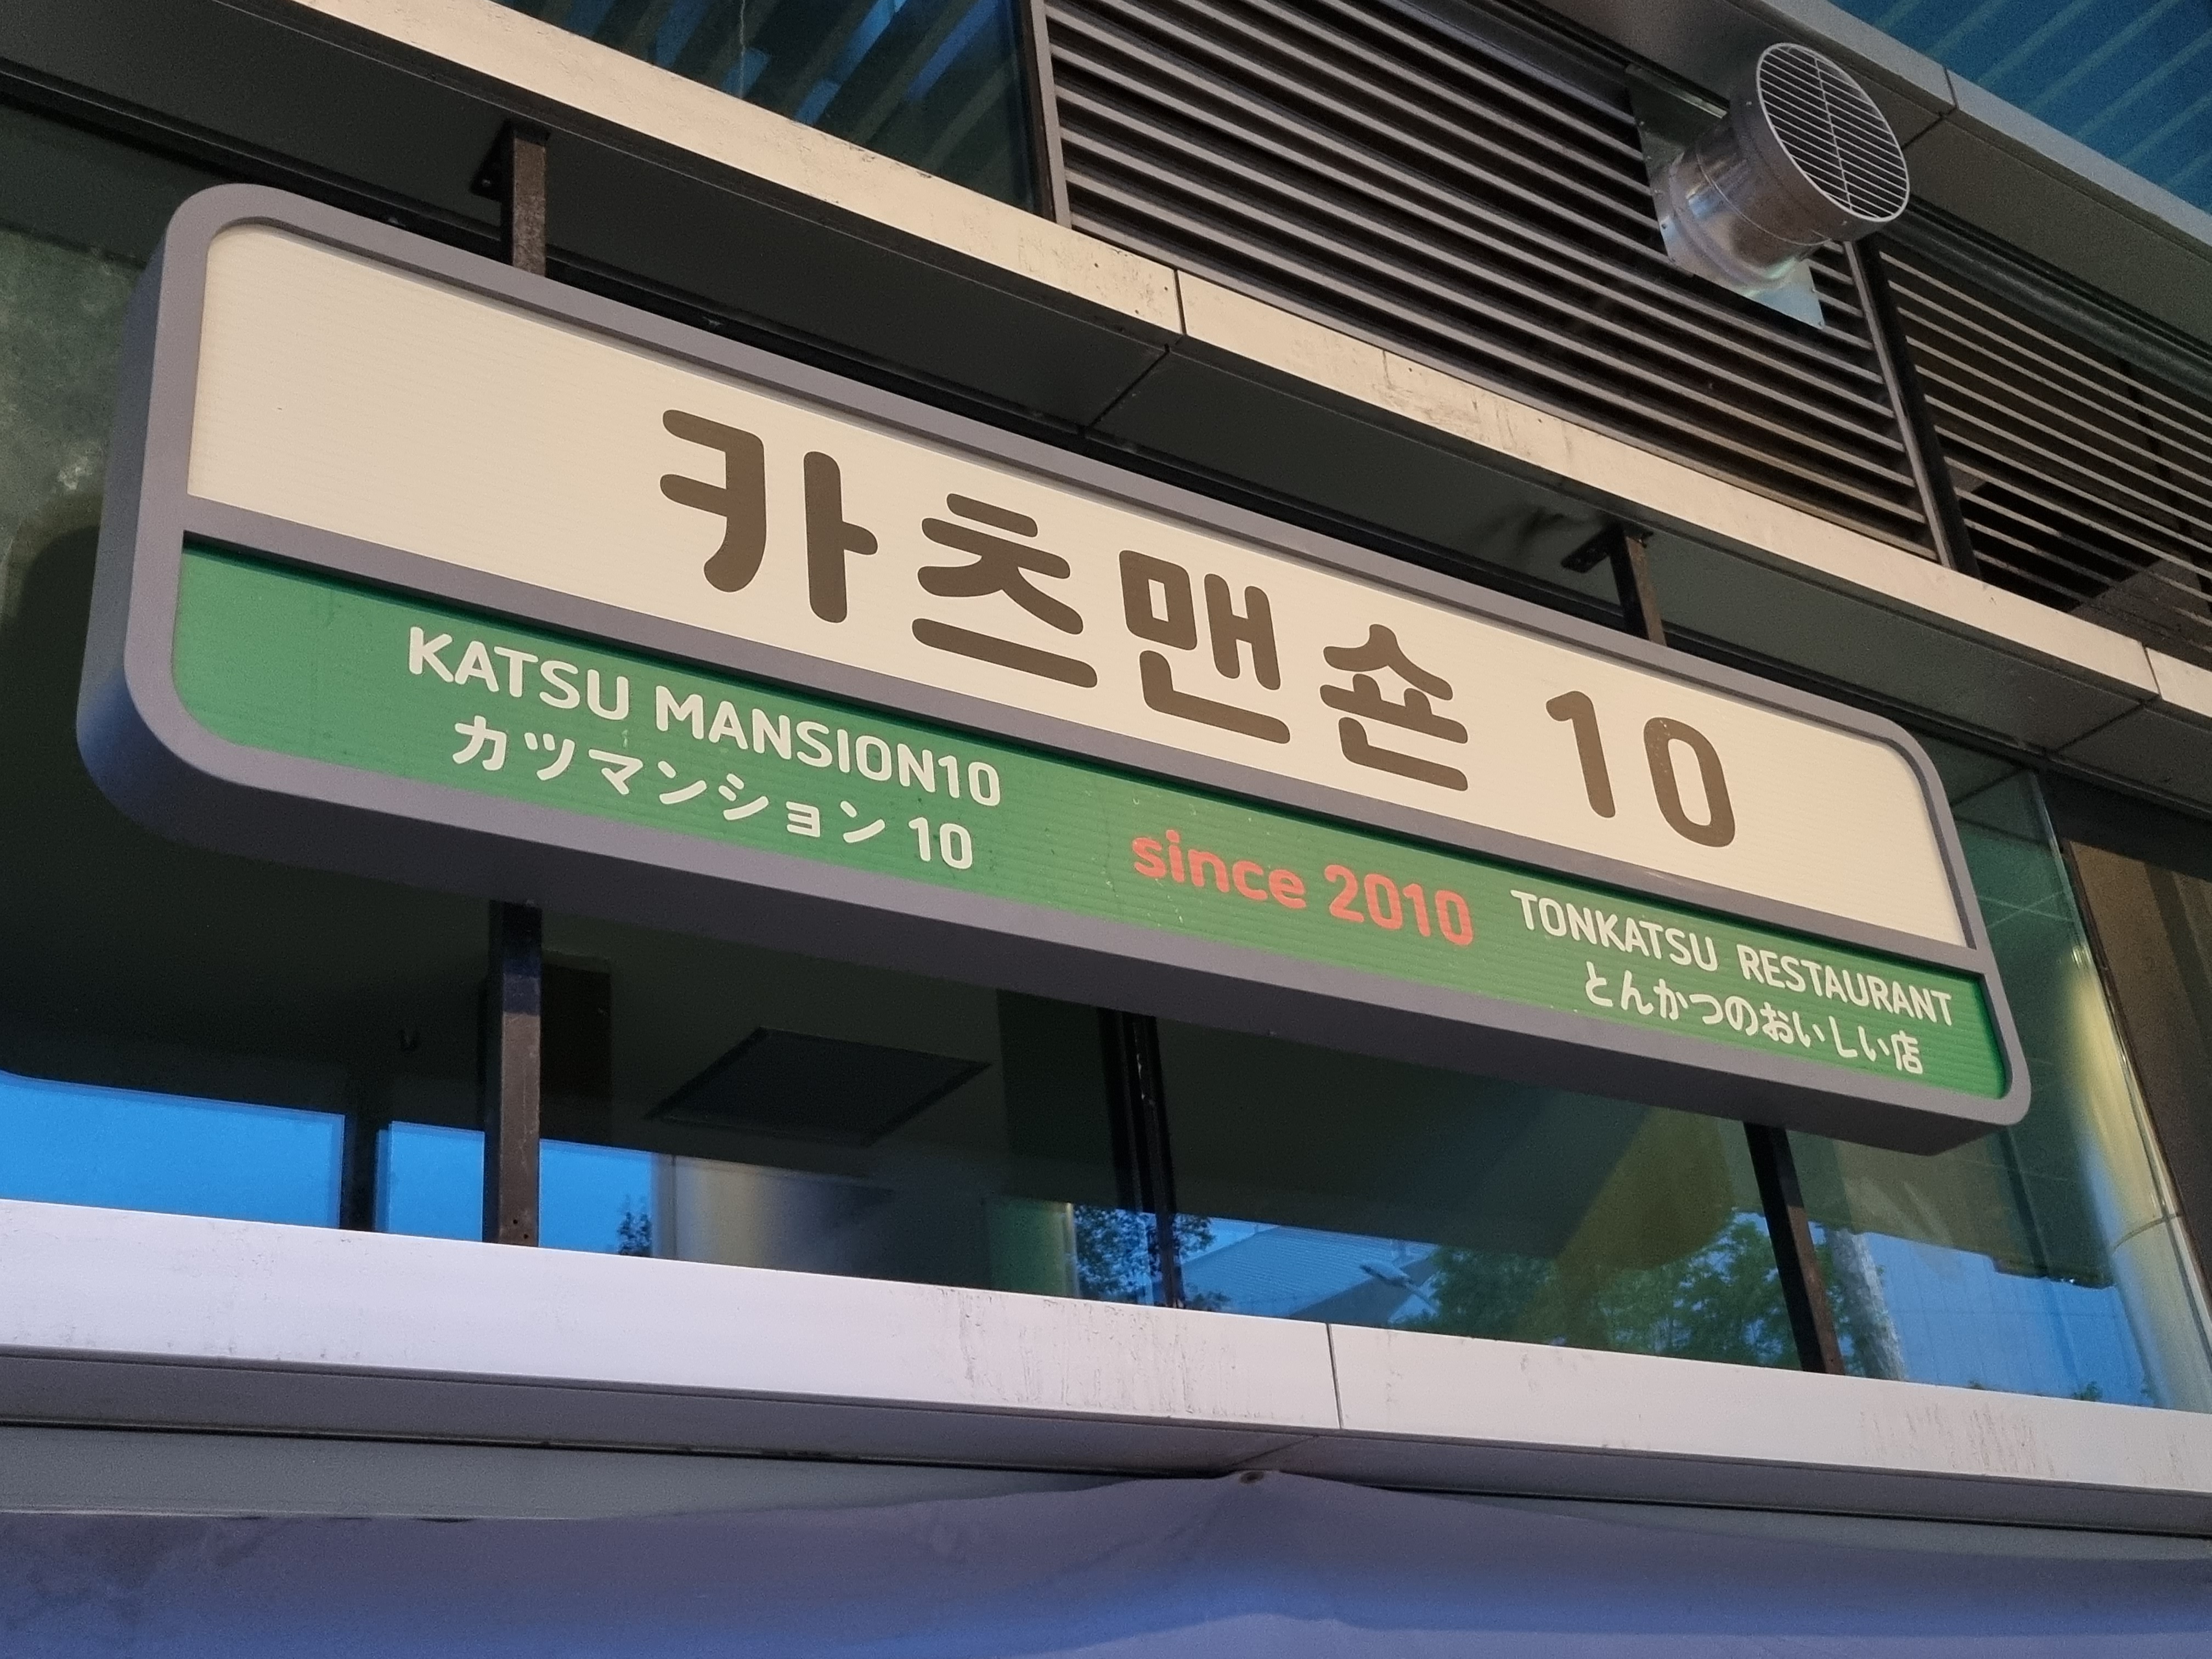 카츠맨숀 10
KATSU MANSION10
カツマンション 10
since 2010
TONKATSU RESTAURANT
とんかつのおいしい店